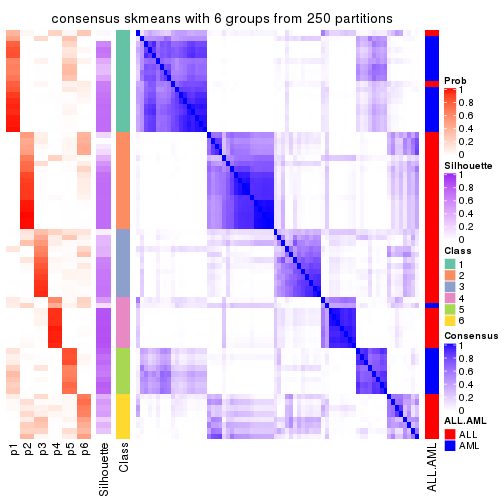 consensus skmeans with 6 groups from 250 partitions
Prob
1
0.8
0.6
0.4
0.2
0
Silhouette
1
0.8
0.6
0.4
0.2
0
Class
1
2
3
4
5
6
Consensus
1
0.8
0.6
0.4
0.2
0
ALL.AML
ALL
AML
p1
p2
p3
p4
p5
p6
Silhouette
Class
ALL.AML